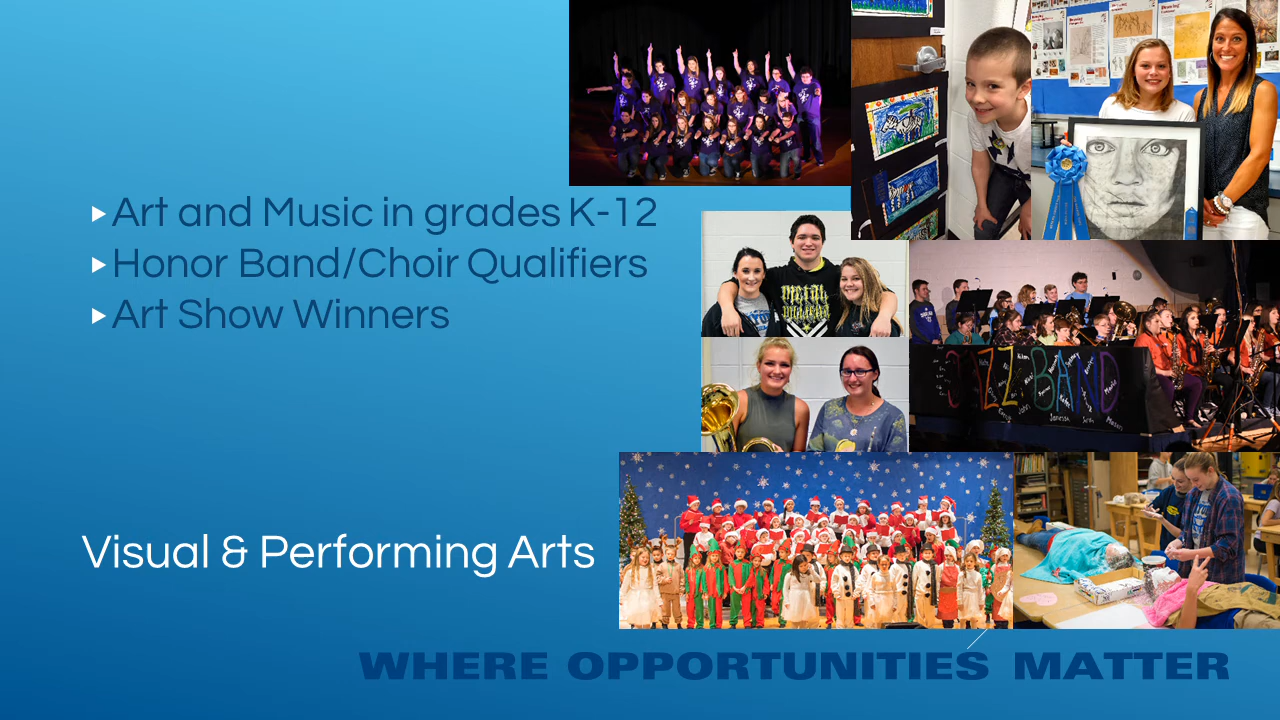 Art and Music in grades K-12
Honor Band/Choir Qualifiers
Art Show Winners
JAZZ BAND
Visual & Performing Arts
WHERE OPPORTUNITIES MATTER